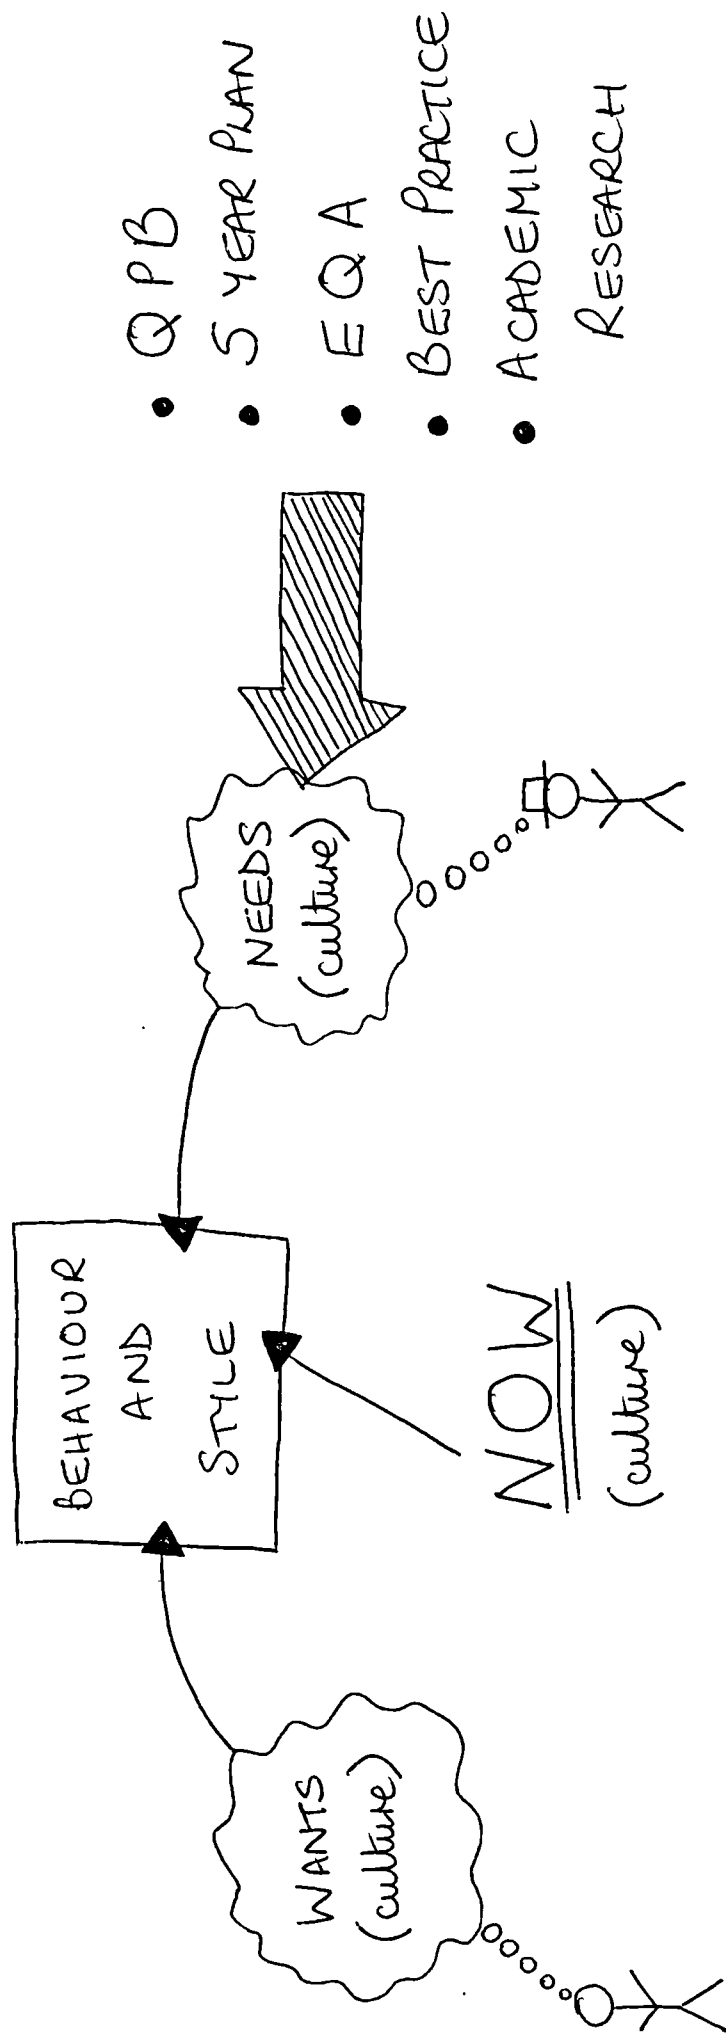 BEHAVIOUR
AND
STYLE
WANTS
(culture)
NOW
(culture)
NEEDS
(culture)
• QPB
• 5 YEAR PLAN
• EQA
• BEST PRACTICE
• ACADEMIC
RESEARCH